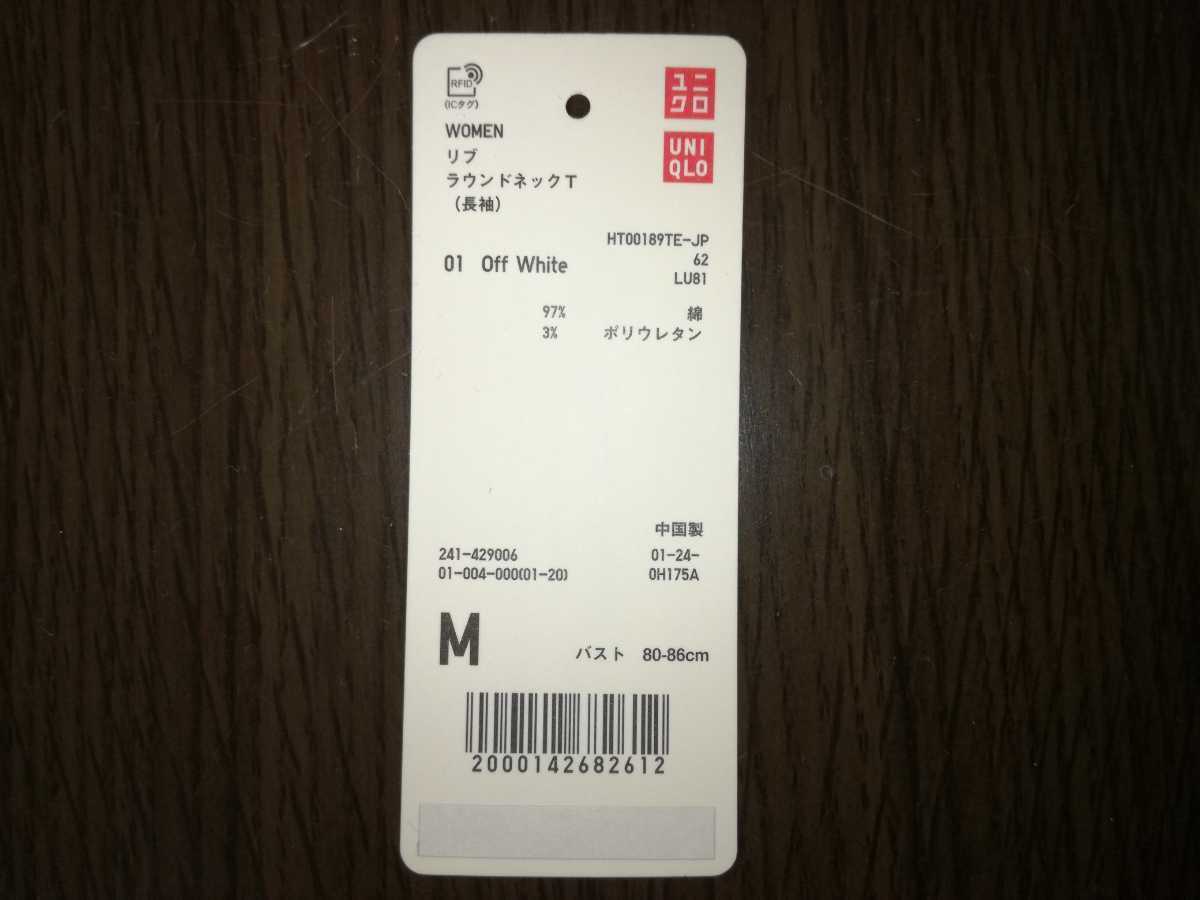 RFID
(ICタグ)
ユニ
クロ
UNI
QLO
WOMEN
リブ
ラウンドネックT
（長袖）
HT00189TE-JP
62
LU81
01 Off White
97% 綿
3% ポリウレタン
中国製
241-429006 01-24-
01-004-000(01-20) 0H175A
M バスト 80-86cm
2000142682612